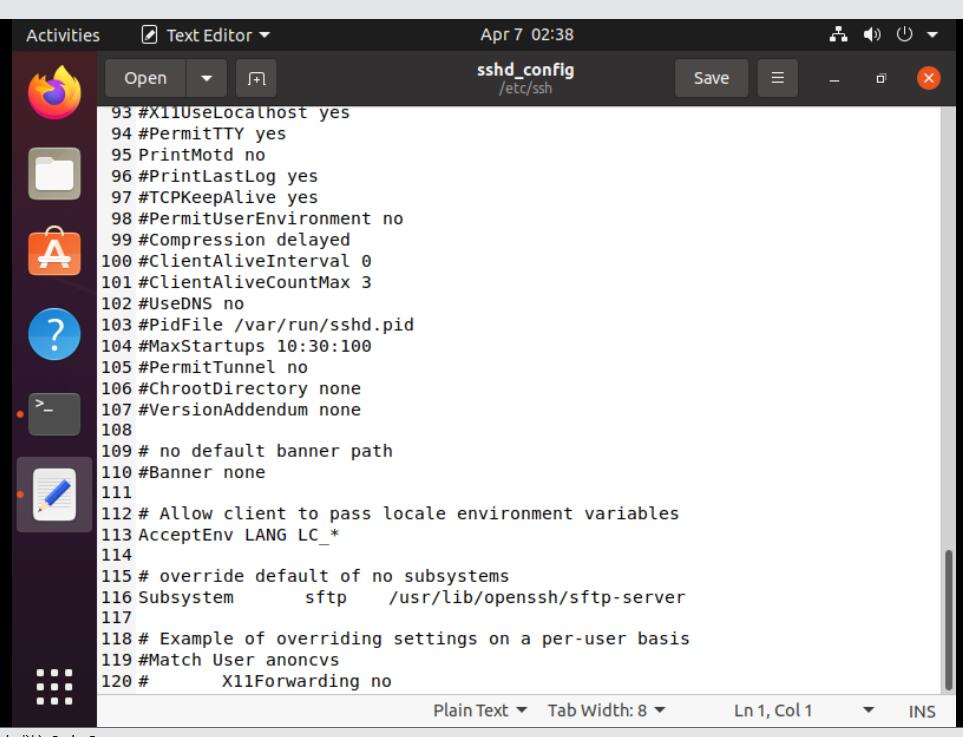 Activities Text Editor Apr 7 02:38
Open sshd_config Save
/etc/ssh
93 #X11UseLocalhost yes
94 #PermitTTY yes
95 PrintMotd no
96 #PrintLastLog yes
97 #TCPKeepAlive yes
98 #PermitUserEnvironment no
99 #Compression delayed
100 #ClientAliveInterval 0
101 #ClientAliveCountMax 3
102 #UseDNS no
103 #PidFile /var/run/sshd.pid
104 #MaxStartups 10:30:100
105 #PermitTunnel no
106 #ChrootDirectory none
107 #VersionAddendum none
108
109 # no default banner path
110 #Banner none
111
112 # Allow client to pass locale environment variables
113 AcceptEnv LANG LC_*
114
115 # override default of no subsystems
116 Subsystem sftp /usr/lib/openssh/sftp-server
117
118 # Example of overriding settings on a per-user basis
119 #Match User anoncvs
120 # X11Forwarding no
Plain Text Tab Width: 8 Ln 1, Col 1 INS